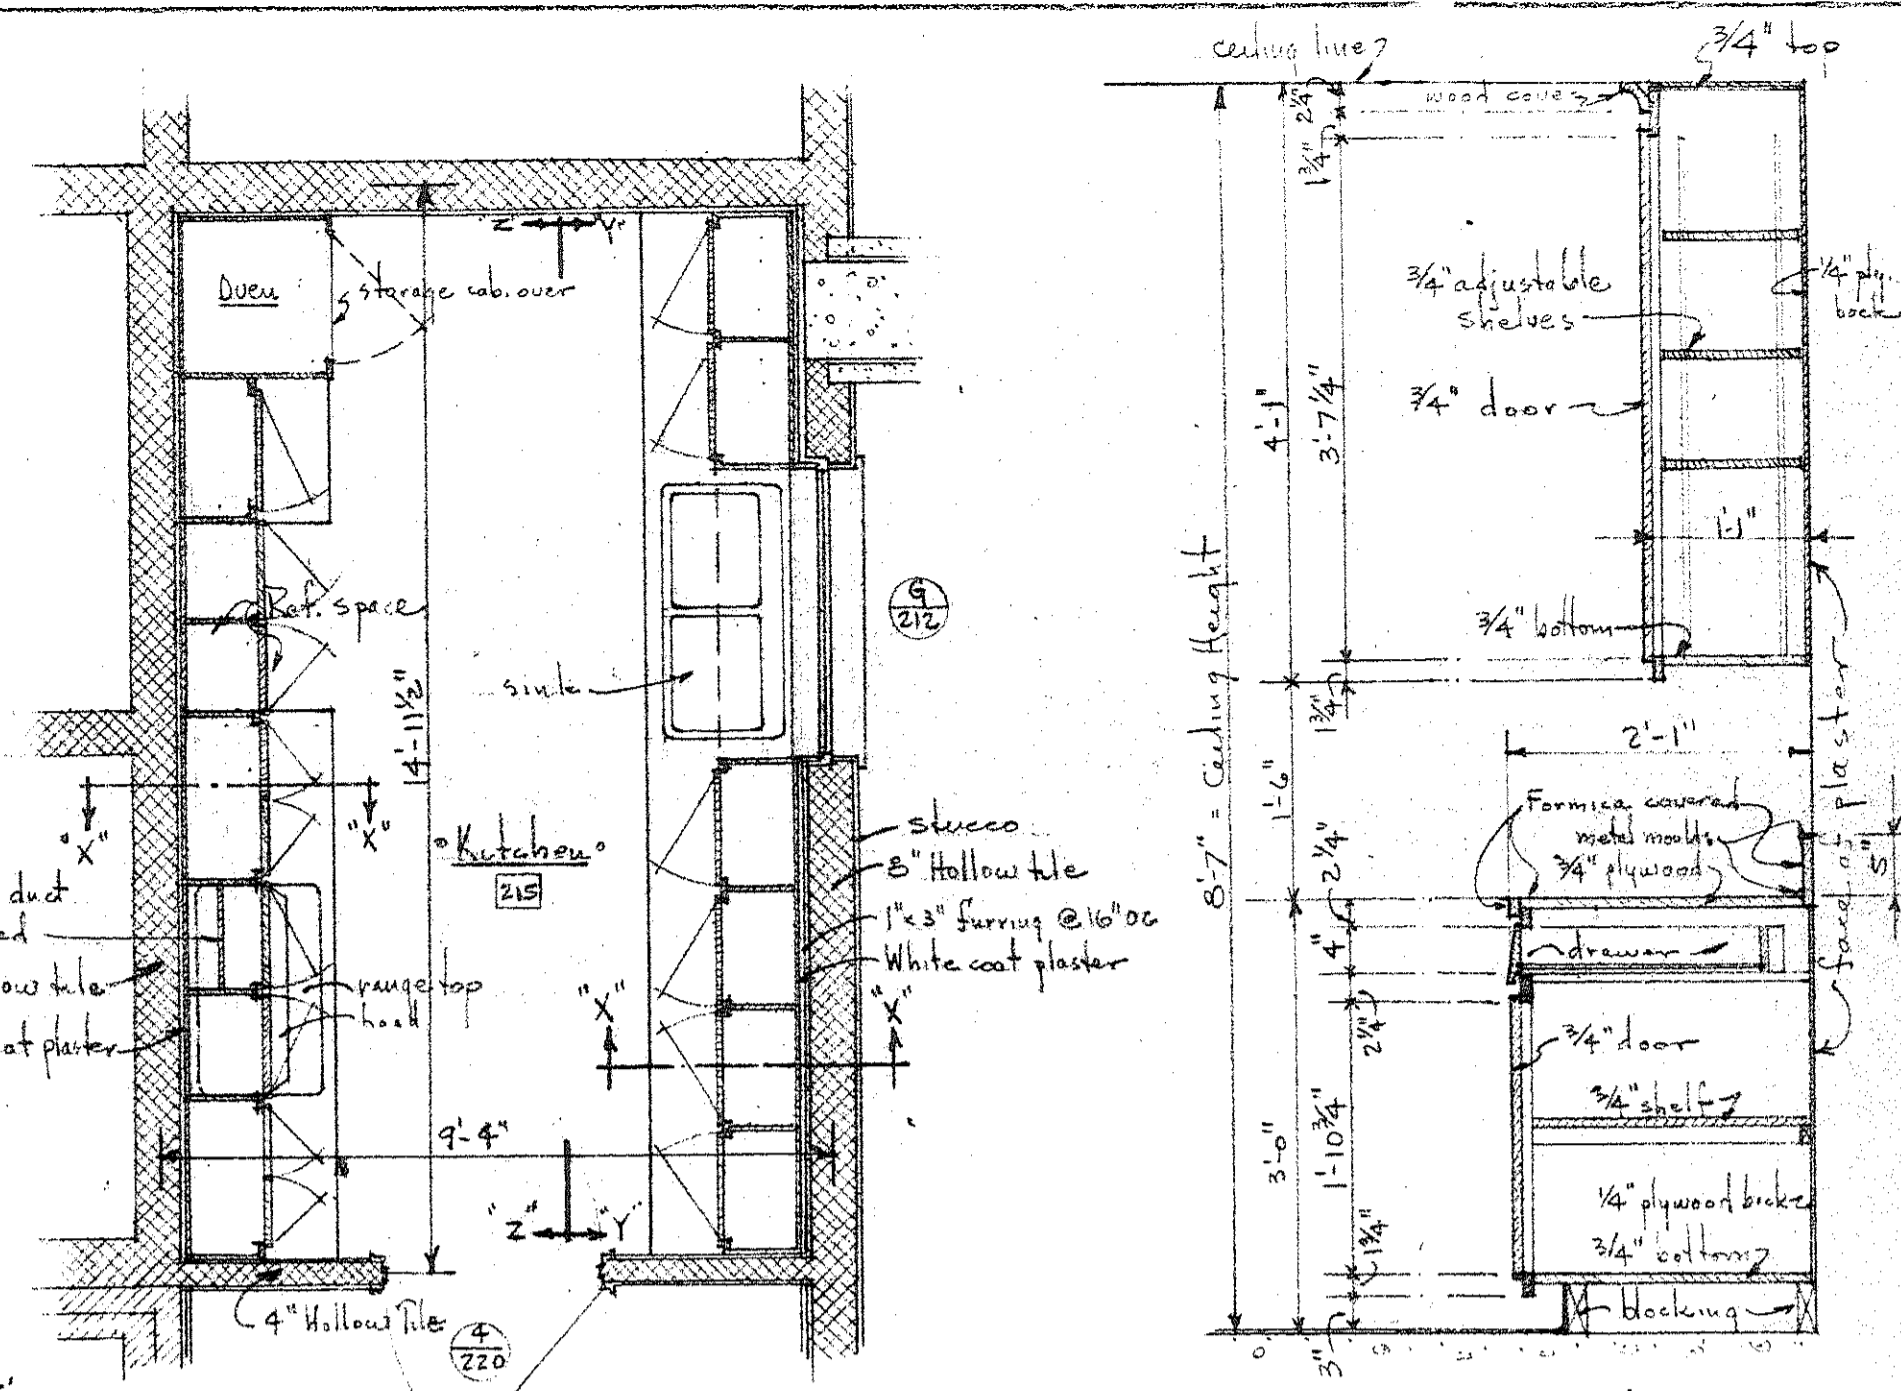 Oven
storage cab. over
"Z"
"Y"
Ref. space
14'-11 1/2"
sink
G
212
"X"
"X"
"Kitchen"
215
stucco
8" Hollow tile
1"x3" furring @ 16" OC
White coat plaster
duct
range top
hood
at plaster
"X"
"X"
9'-4"
"Z"
"Y"
4" Hollow Tile
4
220
ceiling line
3/4" top
wood cove
2 1/4"
1 3/4"
3/4" adjustable
shelves
1/4" ply.
back
3/4" door
4'-1"
3'-7 1/4"
1'-1"
8'-7" = Ceiling Height
3/4" bottom
1 3/4"
2'-1"
face of plaster
1'-6"
Formica covered
metal moolds
3/4" plywood
5"
2 1/4"
4"
drawer
2 1/4"
3/4" door
3/4" shelf
3'-0"
1'-10 3/4"
1/4" plywood back
3/4" bottom
1 3/4"
blocking
3"